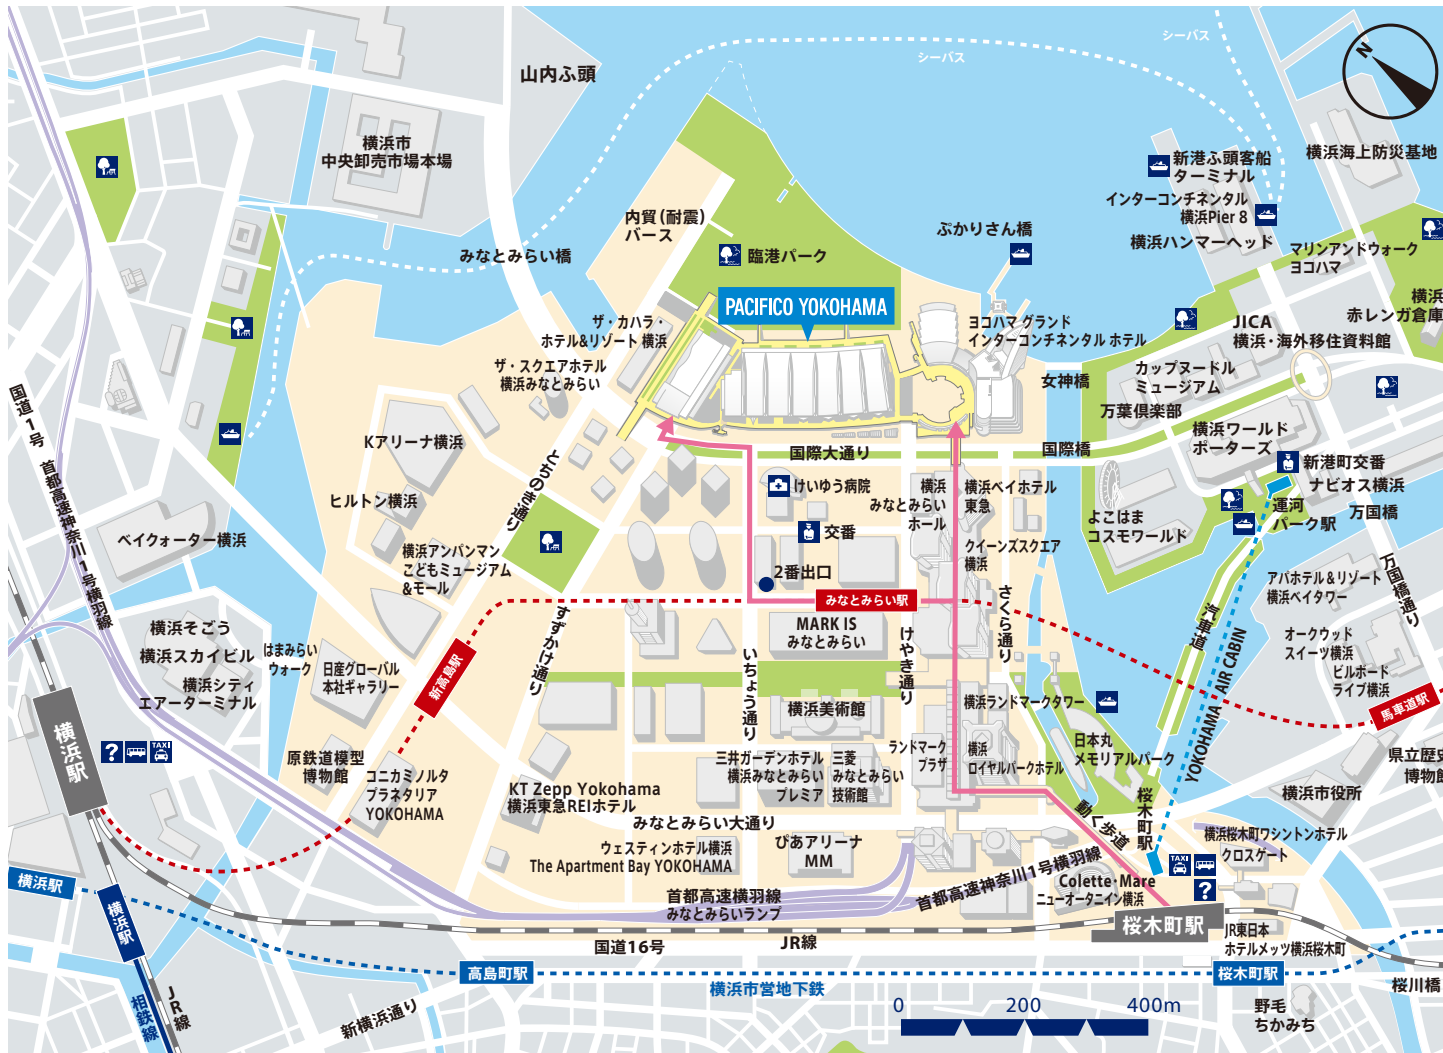 シーバス
シーバス
N
山内ふ頭
横浜市
中央卸売市場本場
新港ふ頭客船
ターミナル
横浜海上防災基地
インターコンチネンタル
横浜Pier 8
横浜ハンマーヘッド
マリンアンドウォーク
ヨコハマ
内貿(耐震)
バース
みなとみらい橋
臨港パーク
ぷかりさん橋
PACIFICO YOKOHAMA
横浜
赤レンガ倉庫
ザ・カハラ・
ホテル&リゾート 横浜
ヨコハマ グランド
インターコンチネンタル ホテル
JICA
横浜・海外移住資料館
ザ・スクエアホテル
横浜みなとみらい
女神橋
カップヌードル
ミュージアム
万葉倶楽部
国道1号
首都高速神奈川1号横羽線
Kアリーナ横浜
とちのき通り
国際大通り
国際橋
横浜ワールド
ポーターズ
新港町交番
ナビオス横浜
ヒルトン横浜
けいゆう病院
横浜
みなとみらい
ホール
横浜ベイホテル
東急
よこはま
コスモワールド
運河
パーク駅
万国橋
ベイクォーター横浜
横浜アンパンマン
こどもミュージアム
&モール
交番
クイーンズスクエア
横浜
2番出口
みなとみらい駅
さくら通り
アパホテル&リゾート
横浜ベイタワー
万国橋通り
汽車道
YOKOHAMA AIR CABIN
横浜そごう
横浜スカイビル
横浜シティ
エアーターミナル
はまみらい
ウォーク
日産グローバル
本社ギャラリー
新高島駅
すずかけ通り
MARK IS
みなとみらい
いちょう通り
けやき通り
オークウッド
スイーツ横浜
ビルボード
ライブ横浜
馬車道駅
横浜美術館
横浜ランドマークタワー
横浜駅
?
TAXI
原鉄道模型
博物館
コニカミノルタ
プラネタリア
YOKOHAMA
KT Zepp Yokohama
横浜東急REIホテル
三井ガーデンホテル
横浜みなとみらい
プレミア
三菱
みなとみらい
技術館
ランドマーク
プラザ
横浜
ロイヤルパークホテル
日本丸
メモリアルパーク
県立歴史
博物館
横浜市役所
みなとみらい大通り
動く歩道
桜木町駅
横浜桜木町ワシントンホテル
クロスゲート
ウェスティンホテル横浜
The Apartment Bay YOKOHAMA
ぴあアリーナ
MM
TAXI
?
横浜駅
横浜駅
首都高速横羽線
みなとみらいランプ
首都高速神奈川1号横羽線
Colette・Mare
ニューオータニイン横浜
桜木町駅
JR東日本
ホテルメッツ横浜桜木町
国道16号
JR線
高島町駅
桜木町駅
横浜市営地下鉄
桜川橋
相鉄線
JR線
新横浜通り
0 200 400m
野毛
ちかみち